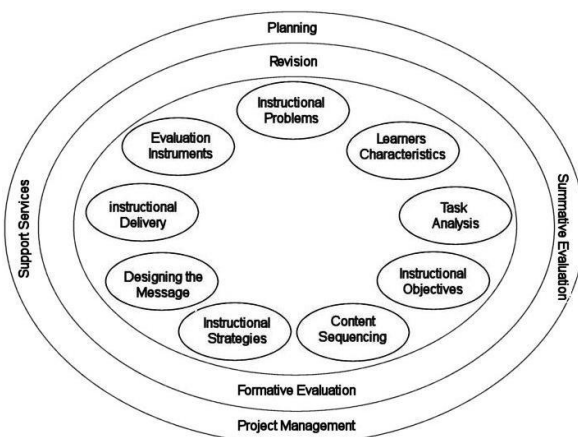 Planning
Revision
Instructional
Problems
Learners
Characteristics
Task
Analysis
Instructional
Objectives
Content
Sequencing
Instructional
Strategies
Designing the
Message
instructional
Delivery
Evaluation
Instruments
Support Services
Summative Evaluation
Formative Evaluation
Project Management